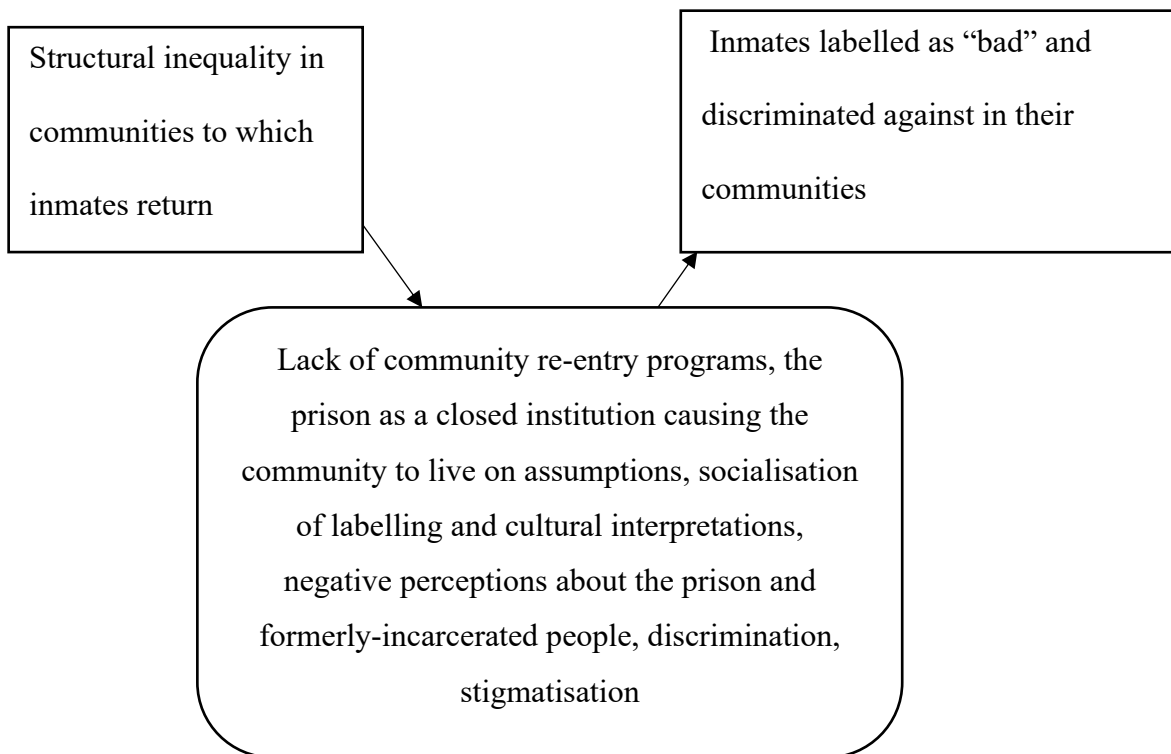 Structural inequality in
communities to which
inmates return
Inmates labelled as “bad” and
discriminated against in their
communities
Lack of community re-entry programs, the
prison as a closed institution causing the
community to live on assumptions, socialisation
of labelling and cultural interpretations,
negative perceptions about the prison and
formerly-incarcerated people, discrimination,
stigmatisation